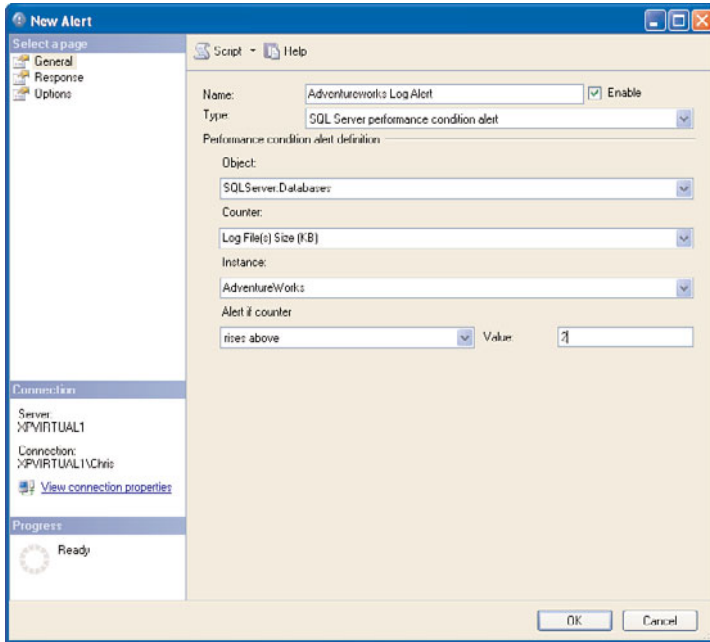 New Alert
Select a page
General
Response
Options
Script
Help
Name:
Adventureworks Log Alert
Enable
Type:
SQL Server performance condition alert
Performance condition alert definition
Object:
SQLServer:Databases
Counter:
Log File(s) Size (KB)
Instance:
AdventureWorks
Alert if counter
rises above
Value:
2
Connection
Server:
XPVIRTUAL1
Connection:
XPVIRTUAL1\Chris
View connection properties
Progress
Ready
OK
Cancel